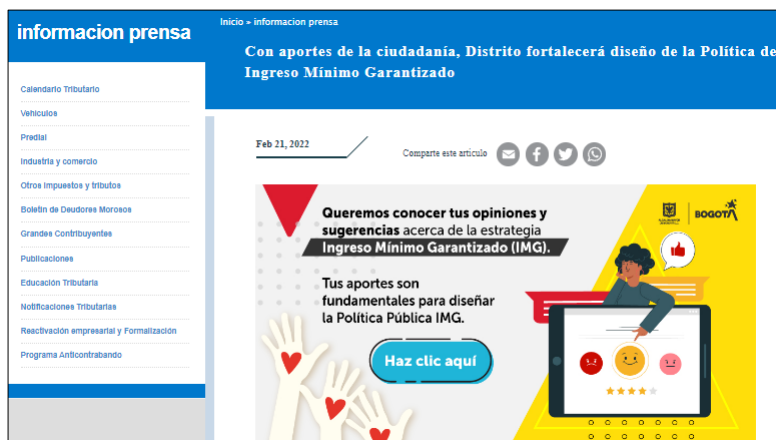 informacion prensa
Calendario Tributario
Vehículos
Predial
Industria y comercio
Otros impuestos y tributos
Boletín de Deudores Morosos
Grandes Contribuyentes
Publicaciones
Educación Tributaria
Notificaciones Tributarias
Reactivación empresarial y Formalización
Programa Anticontrabando
Inicio » informacion prensa
Con aportes de la ciudadanía, Distrito fortalecerá diseño de la Política de
Ingreso Mínimo Garantizado
Feb 21, 2022
Comparte este articulo
Queremos conocer tus opiniones y
sugerencias acerca de la estrategia
Ingreso Mínimo Garantizado (IMG).
Tus aportes son
fundamentales para diseñar
la Política Pública IMG.
Haz clic aquí
BOGOTÁ